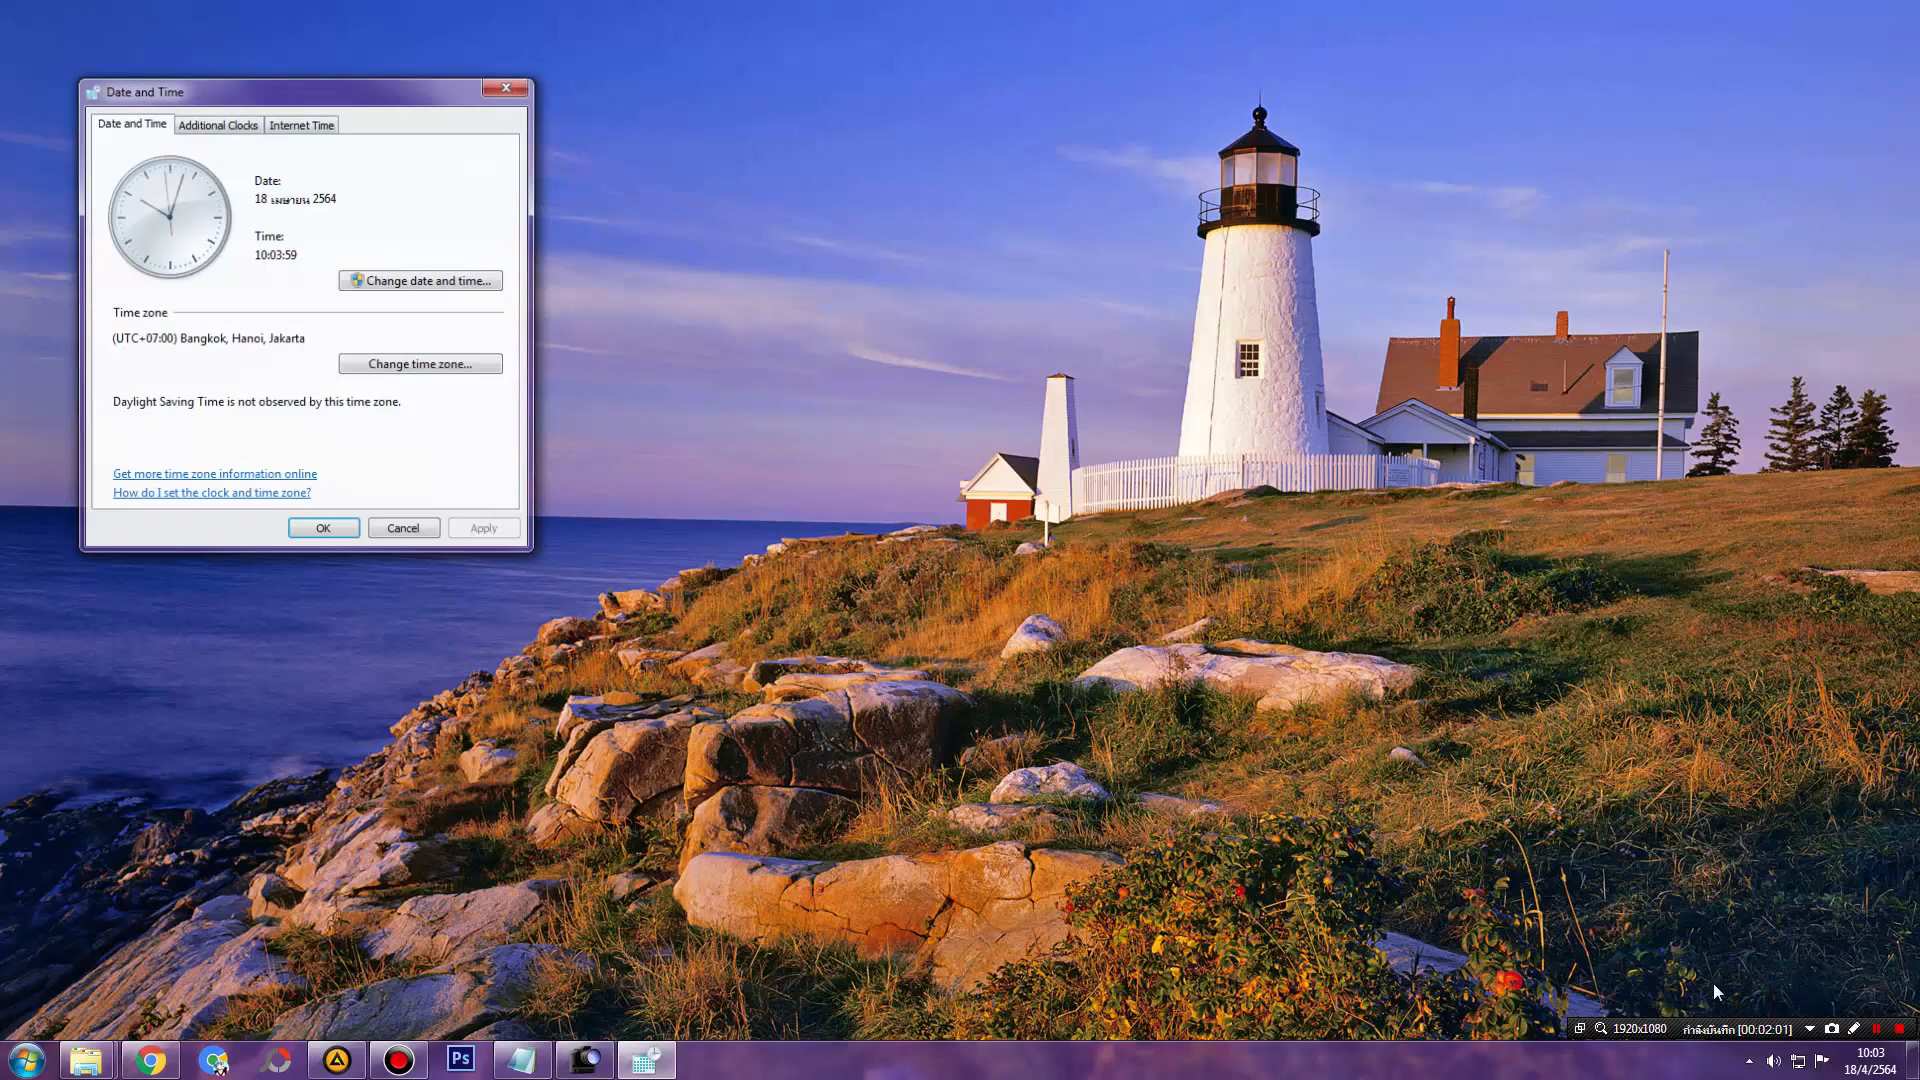 Date and Time
Date and Time
Additional Clocks
Internet Time
Date:
18 เมษายน 2564
Time:
10:03:59
Change date and time...
Time zone
(UTC+07:00) Bangkok, Hanoi, Jakarta
Change time zone...
Daylight Saving Time is not observed by this time zone.
Get more time zone information online
How do I set the clock and time zone?
OK
Cancel
Apply
1920x1080
กำลังบันทึก [00:02:01]
Ps
10:03
18/4/2564